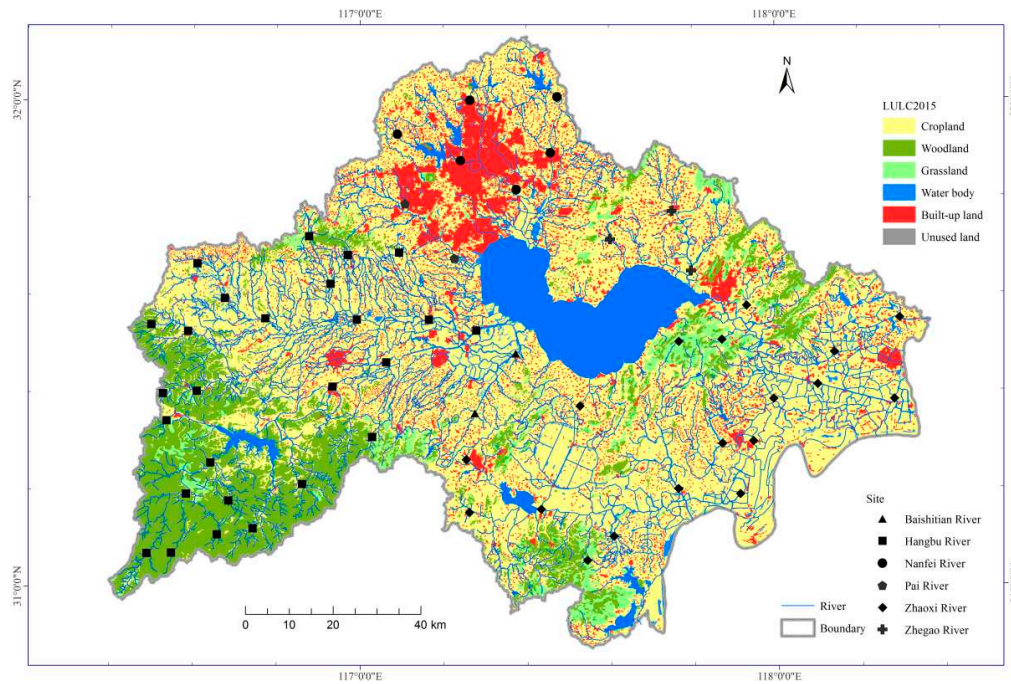 117°0'0"E 118°0'0"E
32°0'0"N
N
LULC2015
Cropland
Woodland
Grassland
Water body
Built-up land
Unused land
Site
Baishitian River
Hangbu River
Nanfei River
Pai River
Zhaoxi River
Zhegao River
River
Boundary
31°0'0"N
0 10 20 40 km
117°0'0"E 118°0'0"E